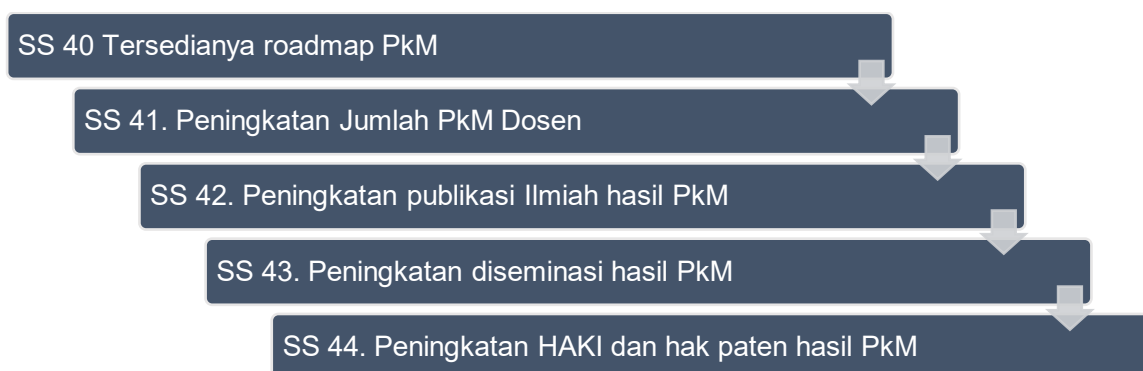 SS 40 Tersedianya roadmap PkM
SS 41. Peningkatan Jumlah PkM Dosen
SS 42. Peningkatan publikasi Ilmiah hasil PkM
SS 43. Peningkatan diseminasi hasil PkM
SS 44. Peningkatan HAKI dan hak paten hasil PkM